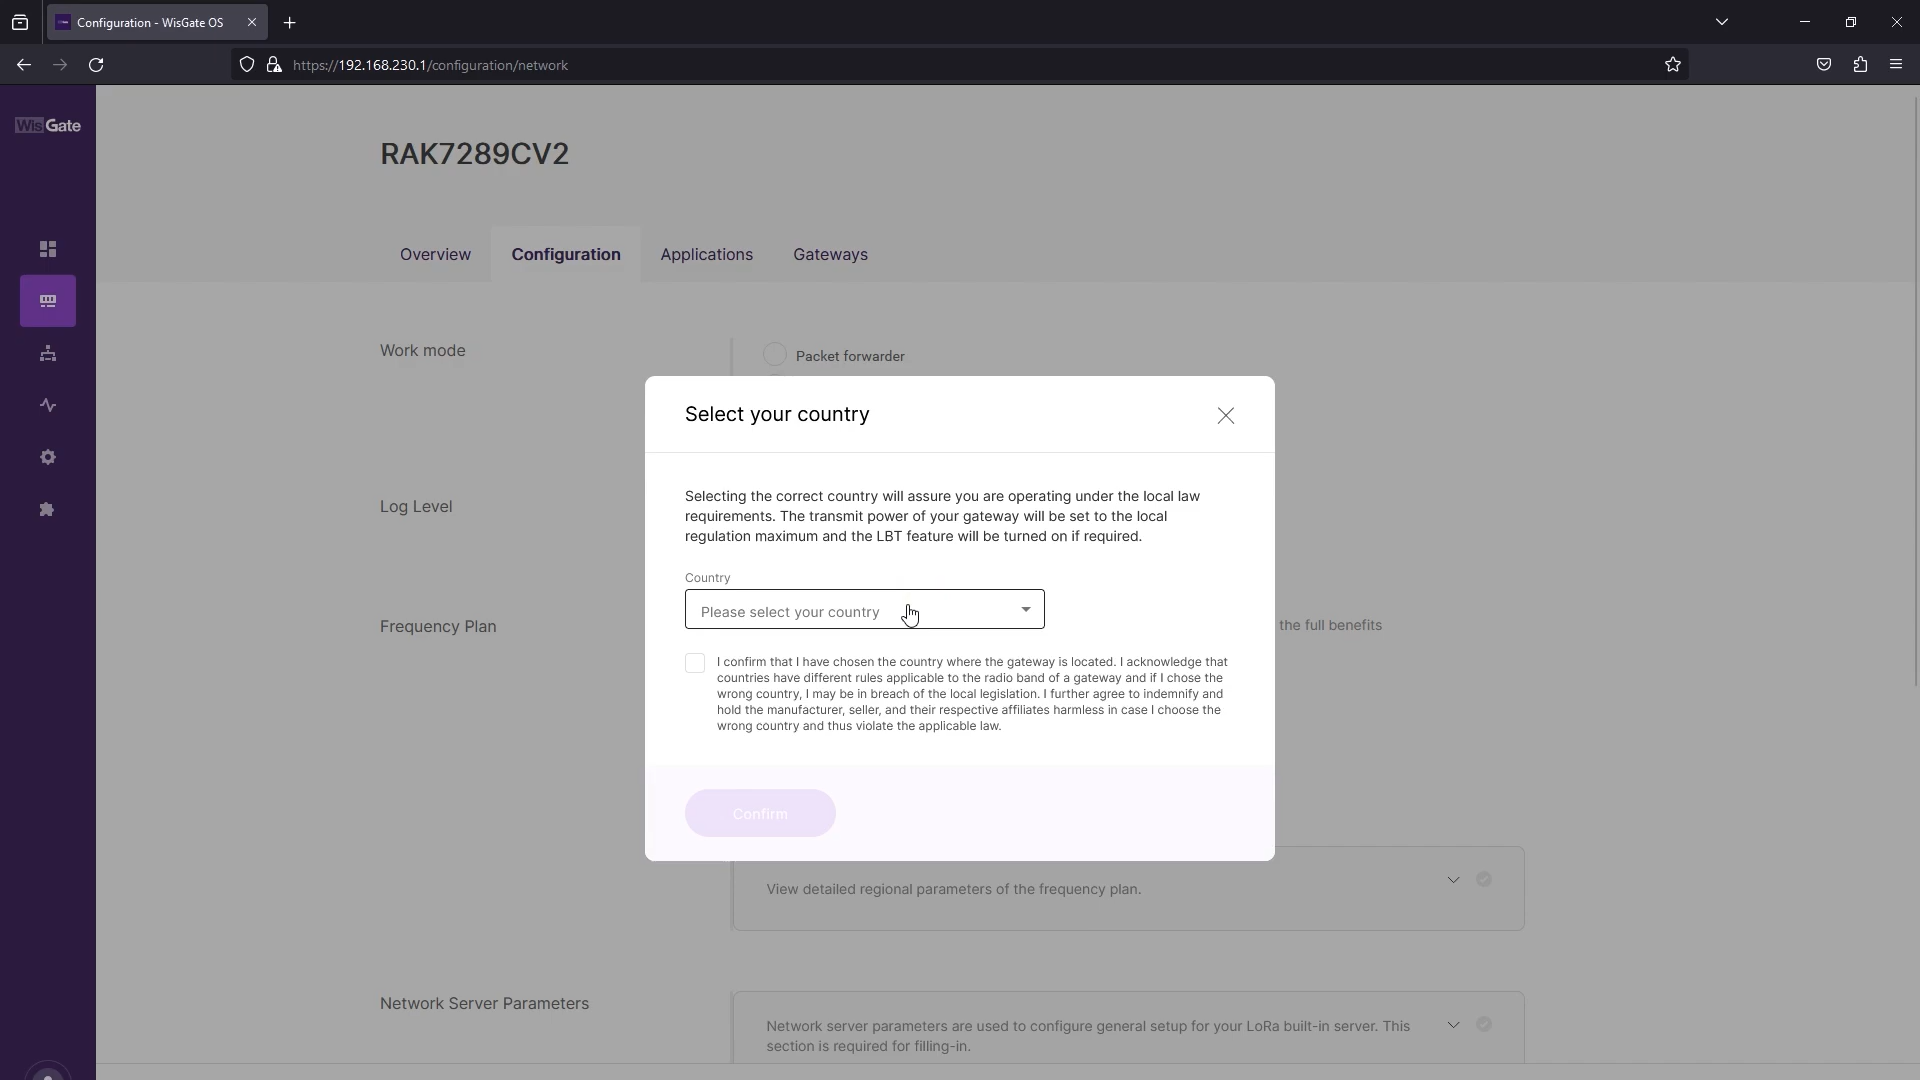 Configuration - WisGate OS
https://192.168.230.1/configuration/network
WisGate
RAK7289CV2
Overview
Configuration
Applications
Gateways
Work mode
Packet forwarder
Select your country
Selecting the correct country will assure you are operating under the local law
requirements. The transmit power of your gateway will be set to the local
regulation maximum and the LBT feature will be turned on if required.
Log Level
Country
Please select your country
Frequency Plan
the full benefits
I confirm that I have chosen the country where the gateway is located. I acknowledge that
countries have different rules applicable to the radio band of a gateway and if I chose the
wrong country, I may be in breach of the local legislation. I further agree to indemnify and
hold the manufacturer, seller, and their respective affiliates harmless in case I choose the
wrong country and thus violate the applicable law.
Confirm
View detailed regional parameters of the frequency plan.
Network Server Parameters
Network server parameters are used to configure general setup for your LoRa built-in server. This
section is required for filling-in.